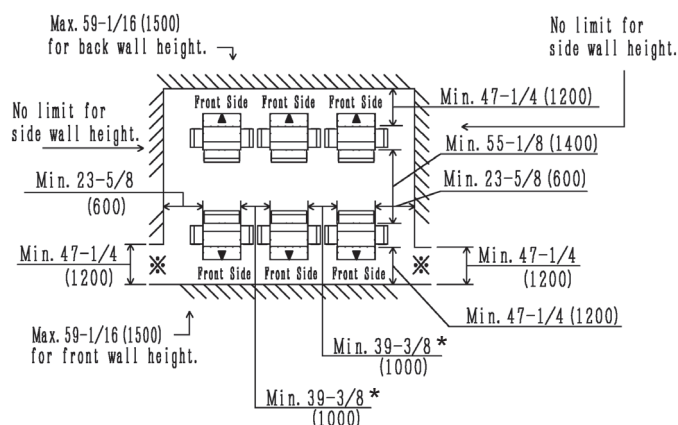 Max. 59-1/16 (1500)
for back wall height.
No limit for
side wall height.
No limit for
side wall height.
Front Side Front Side Front Side
Min. 47-1/4 (1200)
Min. 55-1/8 (1400)
Min. 23-5/8
(600)
Min. 23-5/8 (600)
Min. 47-1/4
(1200)
※
Front Side Front Side Front Side
※
Min. 47-1/4
(1200)
Min. 47-1/4 (1200)
Max. 59-1/16 (1500)
for front wall height.
Min. 39-3/8 *
(1000)
Min. 39-3/8 *
(1000)